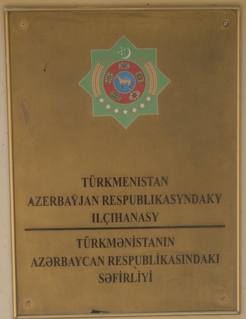 TÜRKMENISTAN
AZERBAÝJAN RESPUBLIKASYNDAKY
ILÇIHANASY
TÜRKMƏNİSTANIN
AZƏRBAYCAN RESPUBLİKASINDAKI
SƏFİRLİYİ